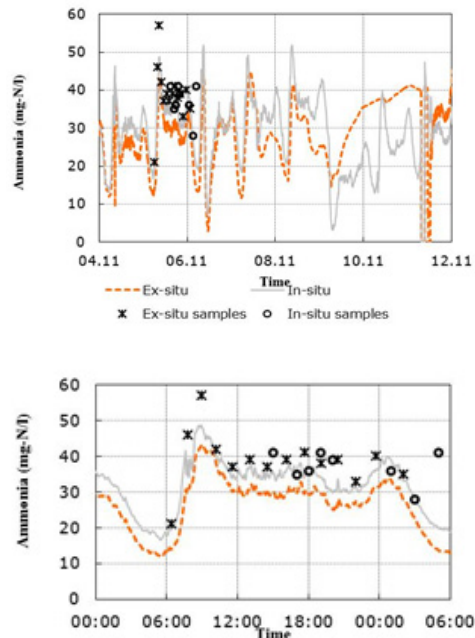 Ammonia (mg-N/l)
60
50
40
30
20
10
0
04.11 06.11 08.11 10.11 12.11
Time
Ex-situ In-situ
Ex-situ samples In-situ samples
Ammonia (mg-N/l)
60
50
40
30
20
10
0
00:00 06:00 12:00 18:00 00:00 06:00
Time